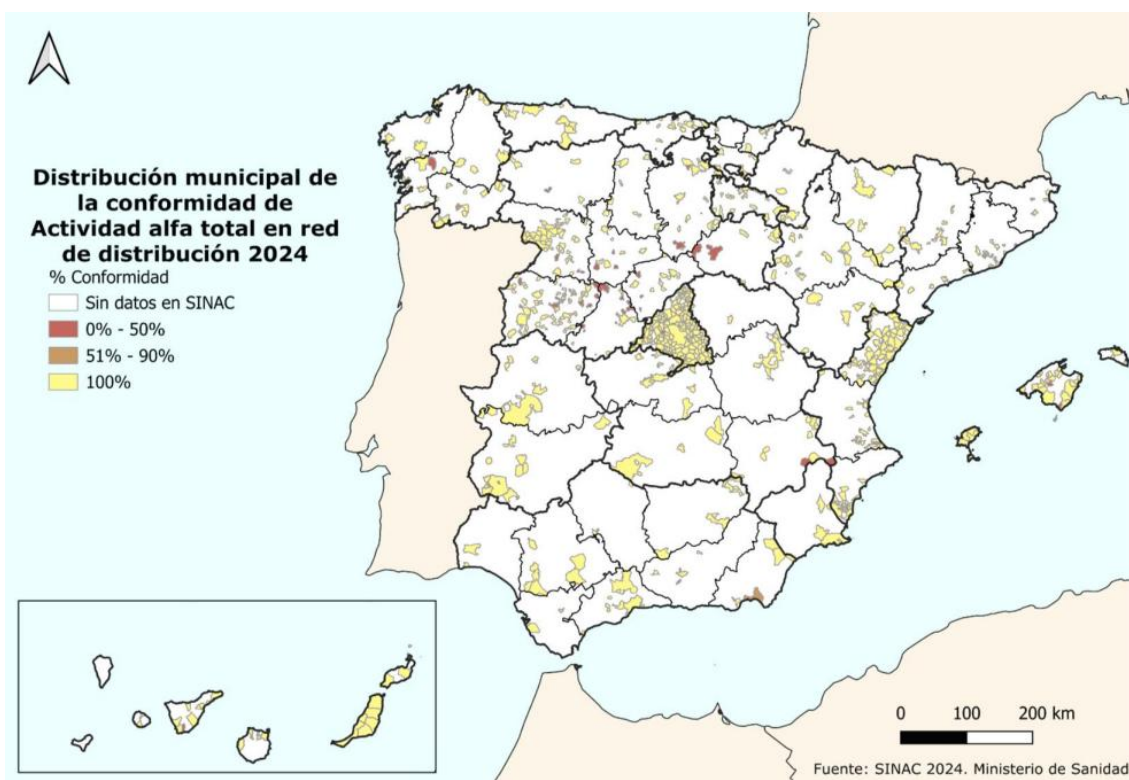 Distribución municipal de
la conformidad de
Actividad alfa total en red
de distribución 2024
% Conformidad
Sin datos en SINAC
0% - 50%
51% - 90%
100%
0 100 200 km
Fuente: SINAC 2024. Ministerio de Sanidad